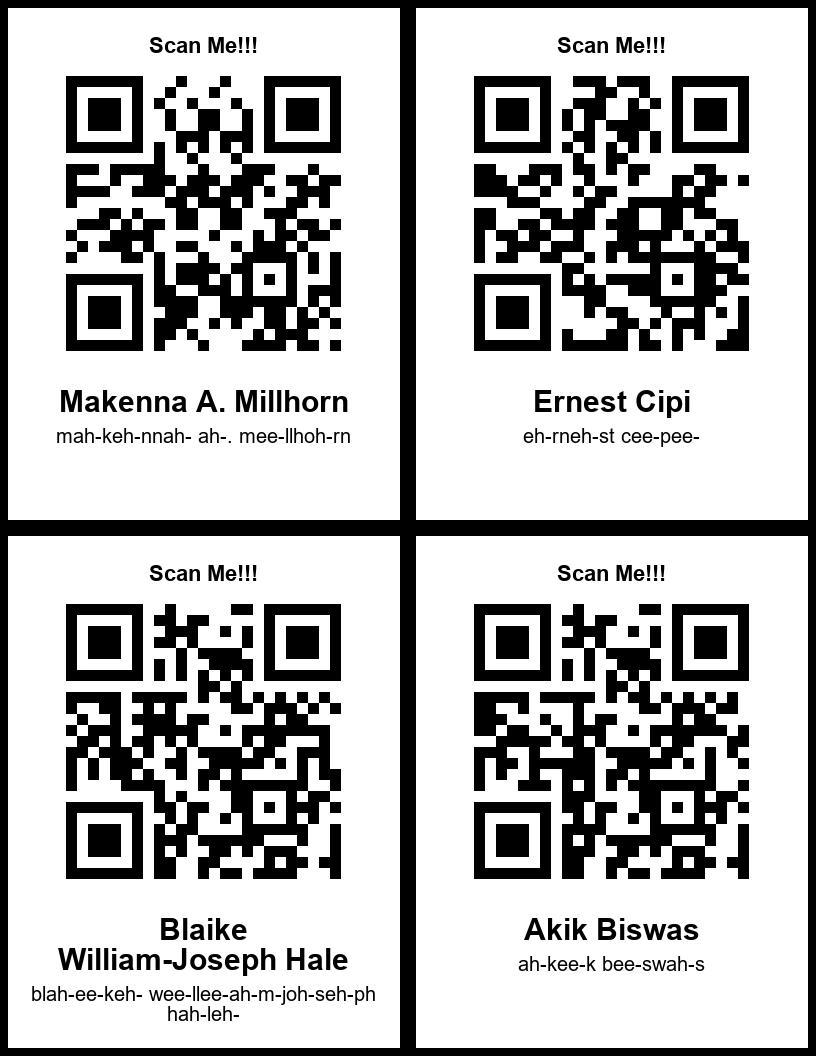 Scan Me!!!
Makenna A. Millhorn
mah-keh-nnah- ah-. mee-llhoh-rn
Scan Me!!!
Ernest Cipi
eh-rneh-st cee-pee-
Scan Me!!!
Blaike
William-Joseph Hale
blah-ee-keh- wee-llee-ah-m-joh-seh-ph
hah-leh-
Scan Me!!!
Akik Biswas
ah-kee-k bee-swah-s